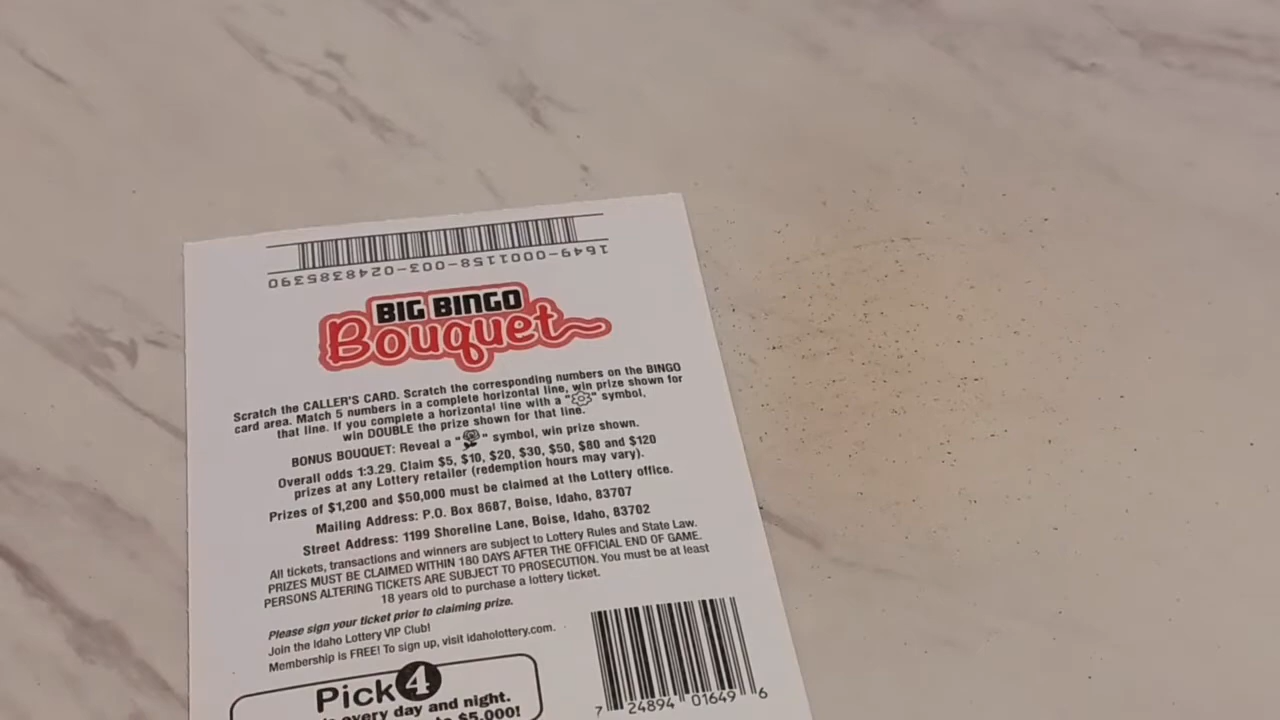 1649-0001158-003-0248385390
BIG BINGO
Bouquet
Scratch the CALLER'S CARD. Scratch the corresponding numbers on the BINGO
card area. Match 5 numbers in a complete horizontal line, win prize shown for
that line. If you complete a horizontal line with a " " symbol,
win DOUBLE the prize shown for that line.
BONUS BOUQUET: Reveal a " " symbol, win prize shown.
Overall odds 1:3.29. Claim $5, $10, $20, $30, $50, $80 and $120
prizes at any Lottery retailer (redemption hours may vary).
Prizes of $1,200 and $50,000 must be claimed at the Lottery office.
Mailing Address: P.O. Box 8687, Boise, Idaho, 83707
Street Address: 1199 Shoreline Lane, Boise, Idaho, 83702
All tickets, transactions and winners are subject to Lottery Rules and State Law.
PRIZES MUST BE CLAIMED WITHIN 180 DAYS AFTER THE OFFICIAL END OF GAME.
PERSONS ALTERING TICKETS ARE SUBJECT TO PROSECUTION. You must be at least
18 years old to purchase a lottery ticket.
Please sign your ticket prior to claiming prize.
Join the Idaho Lottery VIP Club!
Membership is FREE! To sign up, visit idaholottery.com.
Pick 4
every day and night.
$5,000!
7 24894 01649 6